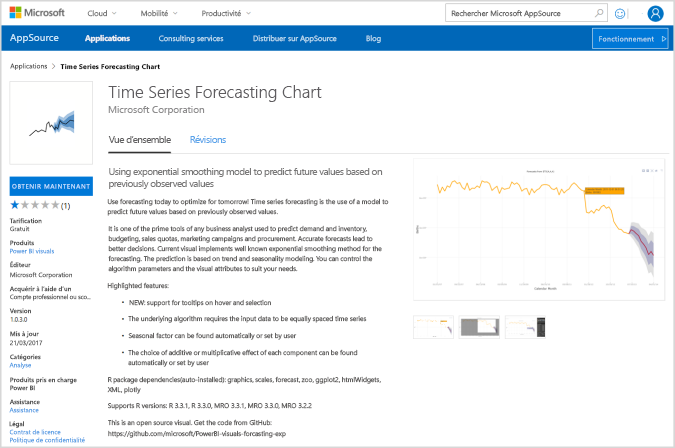 Microsoft Cloud Mobilité Productivité Rechercher Microsoft AppSource
AppSource Applications Consulting services Distribuer sur AppSource Blog Fonctionnement
Applications > Time Series Forecasting Chart
Time Series Forecasting Chart
Microsoft Corporation
Vue d'ensemble Révisions
OBTENIR MAINTENANT
(1)
Tarification
Gratuit
Produits
Power BI visuals
Éditeur
Microsoft Corporation
Acquérir à l'aide d'un
Compte professionnel ou sco...
Version
1.0.3.0
Mis à jour
21/03/2017
Catégories
Analyse
Produits pris en charge
Power BI
Assistance
Assistance
Légal
Contrat de licence
Politique de confidentialité
Using exponential smoothing model to predict future values based on
previously observed values
Use forecasting today to optimize for tomorrow! Time series forecasting is the use of a model to
predict future values based on previously observed values.
It is one of the prime tools of any business analyst used to predict demand and inventory,
budgeting, sales quotas, marketing campaigns and procurement. Accurate forecasts lead to
better decisions. Current visual implements well known exponential smoothing method for the
forecasting. The prediction is based on trend and seasonality modeling. You can control the
algorithm parameters and the visual attributes to suit your needs.
Highlighted features:
• NEW: support for tooltips on hover and selection
• The underlying algorithm requires the input data to be equally spaced time series
• Seasonal factor can be found automatically or set by user
• The choice of additive or multiplicative effect of each component can be found
automatically or set by user
R package dependencies(auto-installed): graphics, scales, forecast, zoo, ggplot2, htmlWidgets,
XML, plotly
Supports R versions: R 3.3.1, R 3.3.0, MRO 3.3.1, MRO 3.3.0, MRO 3.2.2
This is an open source visual. Get the code from GitHub:
https://github.com/microsoft/PowerBI-visuals-forcasting-exp
Calendar Month